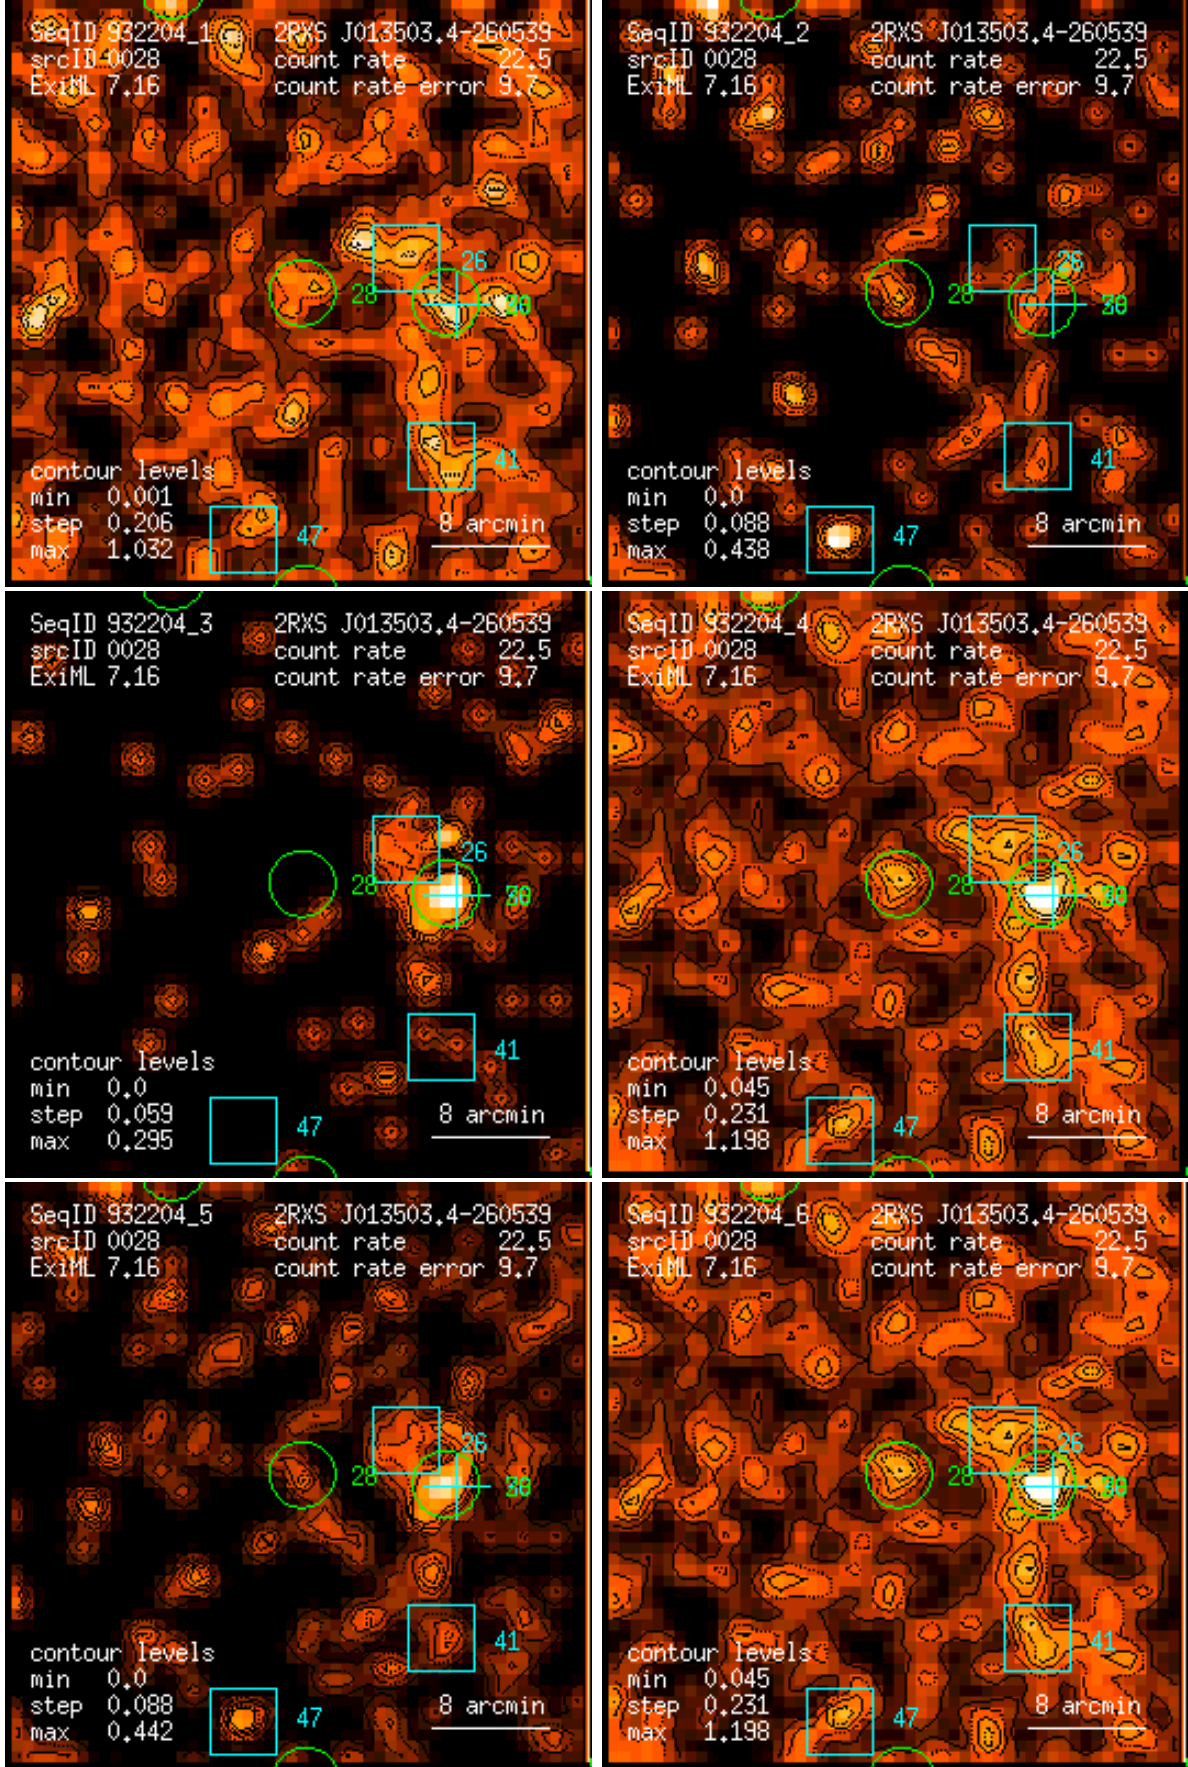 SeqID 932204_1 2RXS J013503.4-260539
srcID 0028 count rate 22.5
ExiML 7.16 count rate error 9.7
26
28
41
contour levels
min 0.001
step 0.206
max 1.032
47
8 arcmin
SeqID 932204_2 2RXS J013503.4-260539
srcID 0028 count rate 22.5
ExiML 7.16 count rate error 9.7
26
28
41
contour levels
min 0.0
step 0.088
max 0.438
47
8 arcmin
SeqID 932204_3 2RXS J013503.4-260539
srcID 0028 count rate 22.5
ExiML 7.16 count rate error 9.7
26
28
41
contour levels
min 0.0
step 0.059
max 0.295
47
8 arcmin
SeqID 932204_4 2RXS J013503.4-260539
srcID 0028 count rate 22.5
ExiML 7.16 count rate error 9.7
26
28
41
contour levels
min 0.045
step 0.231
max 1.198
47
8 arcmin
SeqID 932204_5 2RXS J013503.4-260539
srcID 0028 count rate 22.5
ExiML 7.16 count rate error 9.7
26
28
41
contour levels
min 0.0
step 0.088
max 0.442
47
8 arcmin
SeqID 932204_6 2RXS J013503.4-260539
srcID 0028 count rate 22.5
ExiML 7.16 count rate error 9.7
26
28
41
contour levels
min 0.045
step 0.231
max 1.198
47
8 arcmin